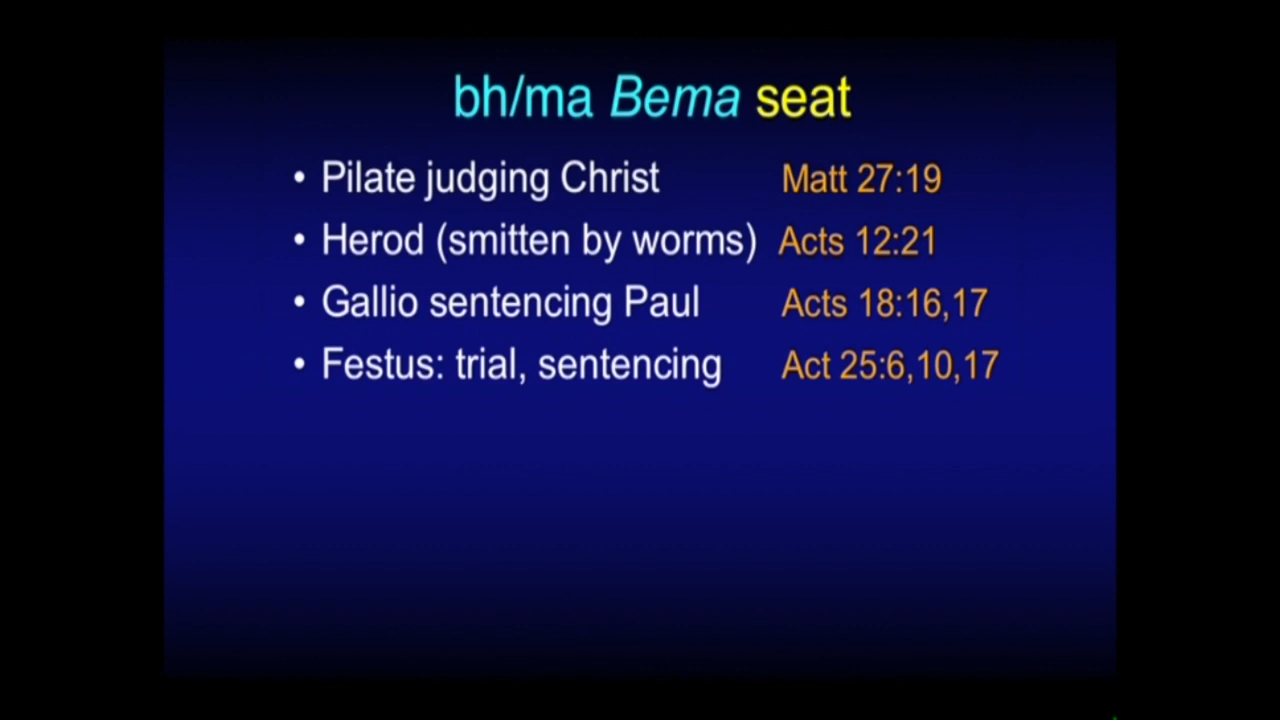 bh/ma Bema seat
• Pilate judging Christ Matt 27:19
• Herod (smitten by worms) Acts 12:21
• Gallio sentencing Paul Acts 18:16,17
• Festus: trial, sentencing Act 25:6,10,17